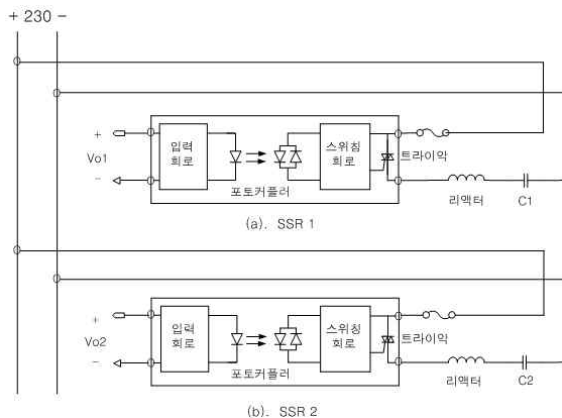 + 230 -
+
Vo1
-
입력
회로
포토커플러
스위칭
회로
트라이악
리액터
C1
(a). SSR 1
+
Vo2
-
입력
회로
포토커플러
스위칭
회로
트라이악
리액터
C2
(b). SSR 2